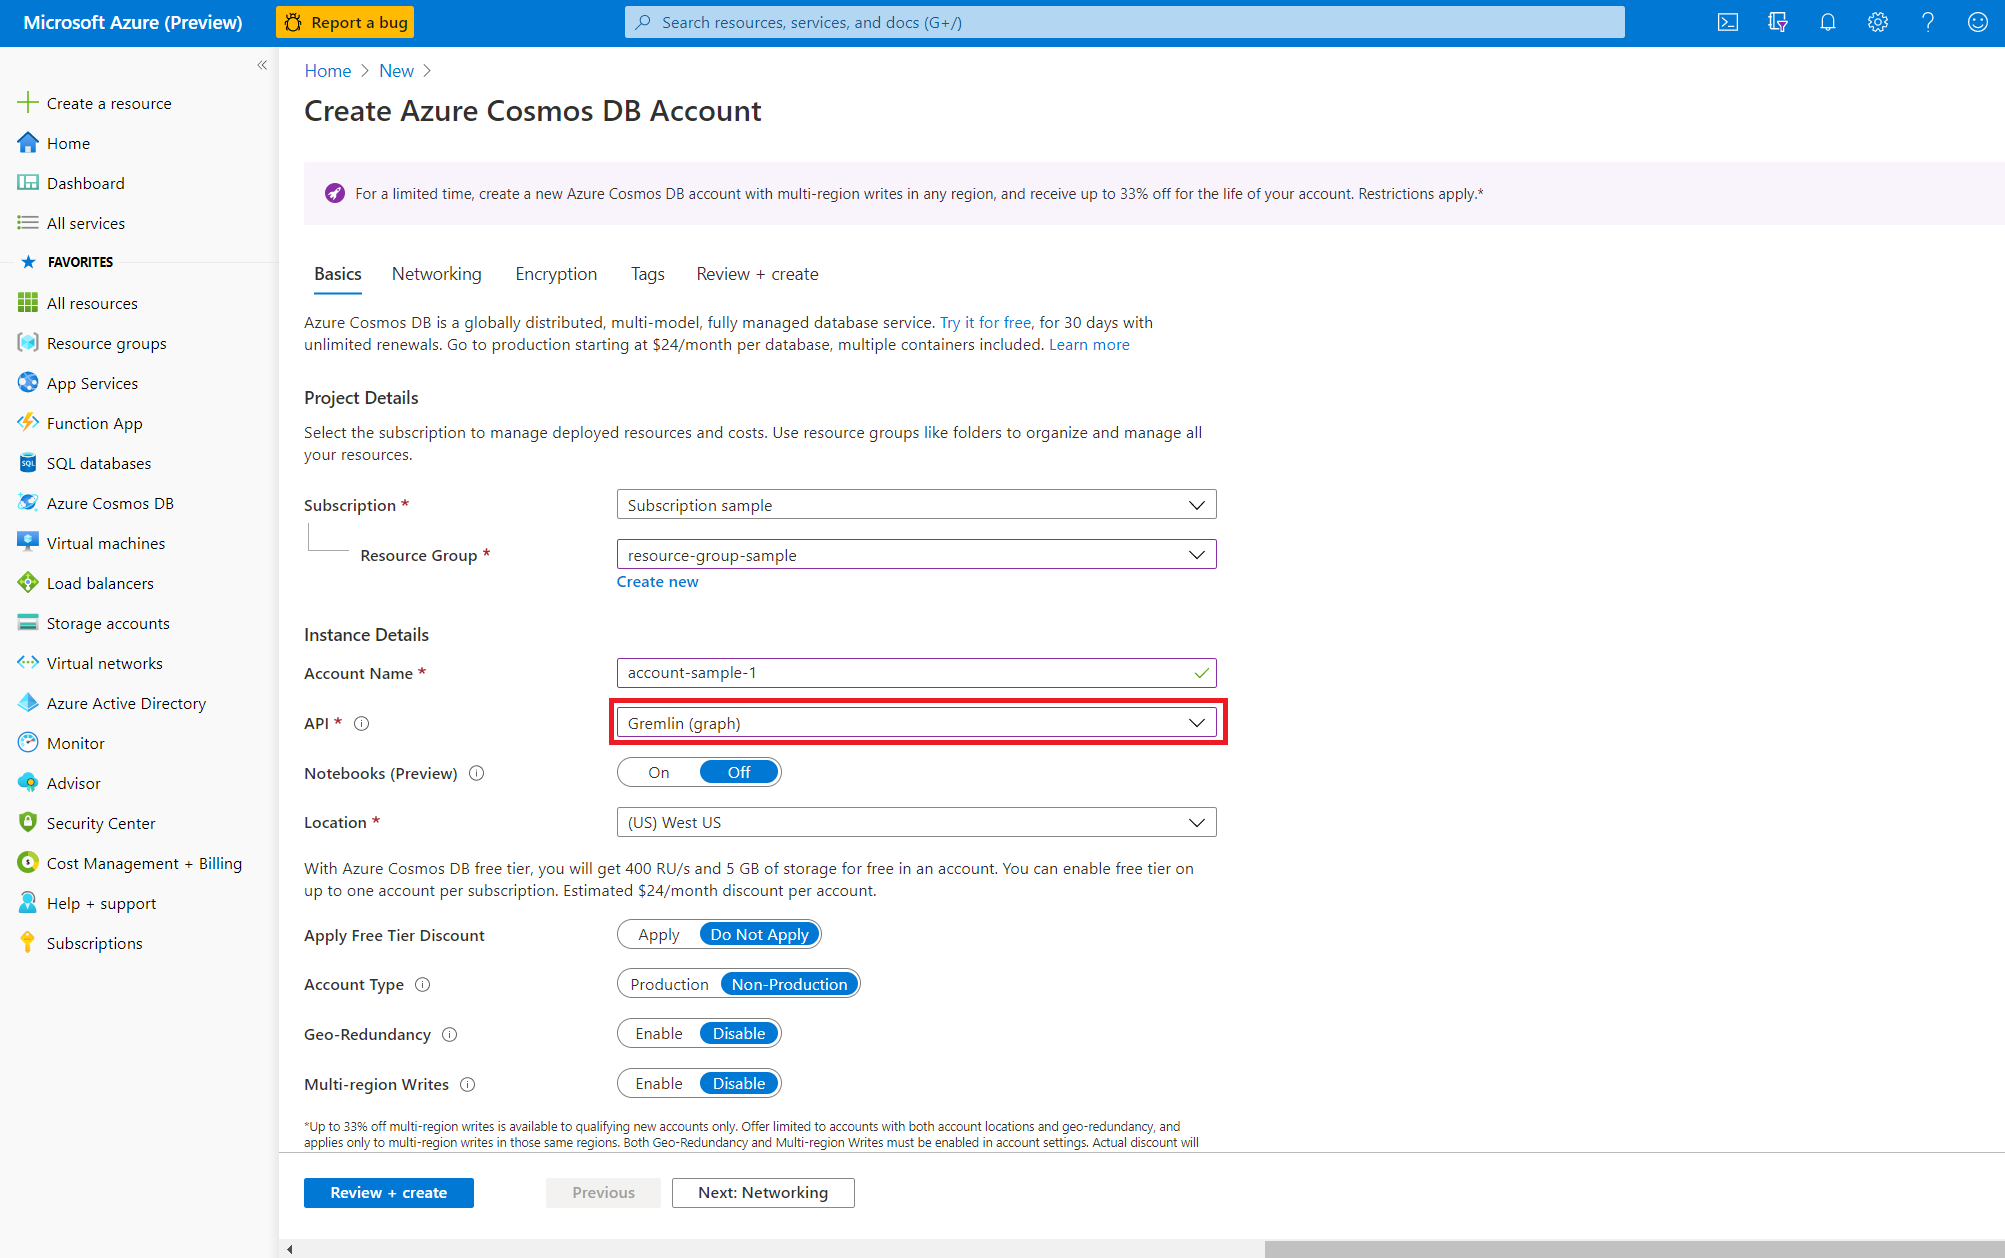 Microsoft Azure (Preview)
Report a bug
Search resources, services, and docs (G+/)
Create a resource
Home
Dashboard
All services
FAVORITES
All resources
Resource groups
App Services
Function App
SQL databases
Azure Cosmos DB
Virtual machines
Load balancers
Storage accounts
Virtual networks
Azure Active Directory
Monitor
Advisor
Security Center
Cost Management + Billing
Help + support
Subscriptions
Home > New >
Create Azure Cosmos DB Account
For a limited time, create a new Azure Cosmos DB account with multi-region writes in any region, and receive up to 33% off for the life of your account. Restrictions apply.*
Basics Networking Encryption Tags Review + create
Azure Cosmos DB is a globally distributed, multi-model, fully managed database service. Try it for free, for 30 days with
unlimited renewals. Go to production starting at $24/month per database, multiple containers included. Learn more
Project Details
Select the subscription to manage deployed resources and costs. Use resource groups like folders to organize and manage all
your resources.
Subscription * Subscription sample
Resource Group * resource-group-sample
Create new
Instance Details
Account Name * account-sample-1
API * Gremlin (graph)
Notebooks (Preview) On Off
Location * (US) West US
With Azure Cosmos DB free tier, you will get 400 RU/s and 5 GB of storage for free in an account. You can enable free tier on
up to one account per subscription. Estimated $24/month discount per account.
Apply Free Tier Discount Apply Do Not Apply
Account Type Production Non-Production
Geo-Redundancy Enable Disable
Multi-region Writes Enable Disable
*Up to 33% off multi-region writes is available to qualifying new accounts only. Offer limited to accounts with both account locations and geo-redundancy, and
applies only to multi-region writes in those same regions. Both Geo-Redundancy and Multi-region Writes must be enabled in account settings. Actual discount will
Review + create Previous Next: Networking